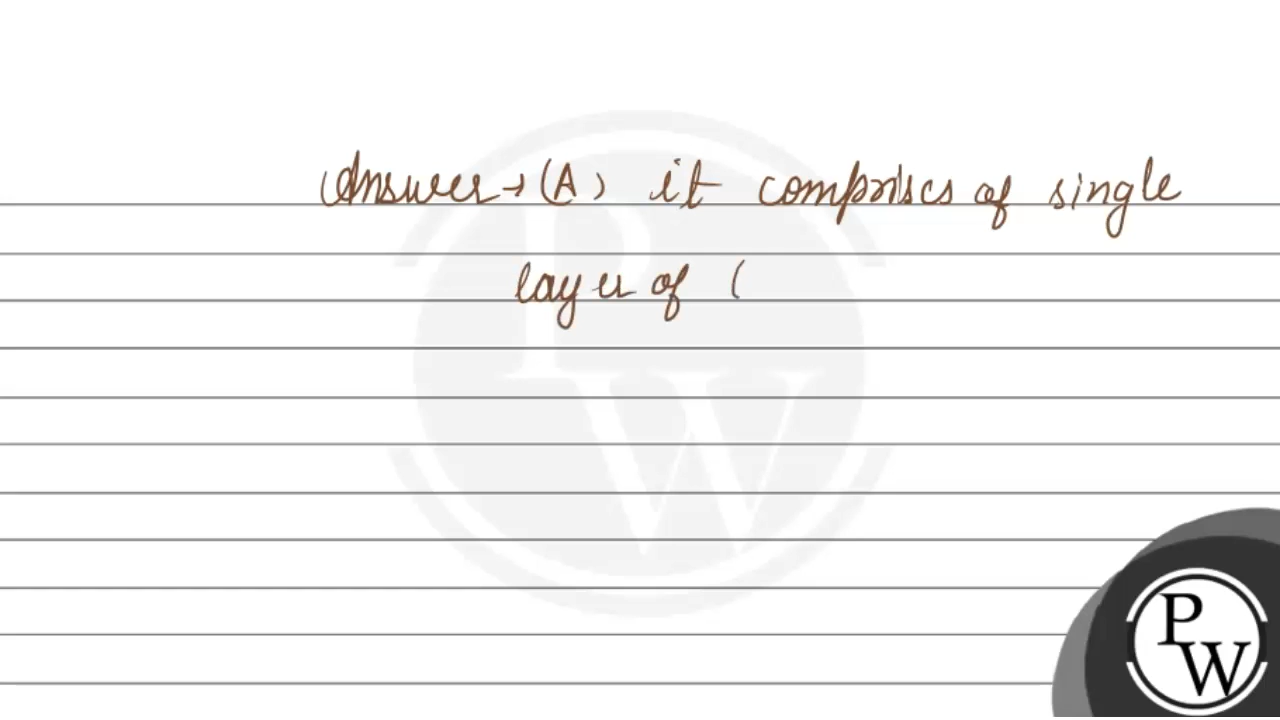 Answer → (A) it comprises of single
layer of (
P
W
P
W